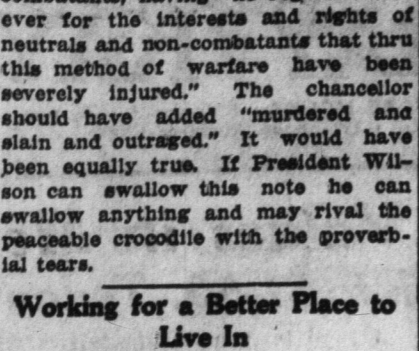 ever for the interests and rights of
neutrals and non-combatants that thru
this method of warfare have been
severely injured." The chancellor
should have added "murdered and
slain and outraged." It would have
been equally true. If President Wil-
son can swallow this note he can
swallow anything and may rival the
peaceable crocodile with the proverb-
ial tears.
Working for a Better Place to
Live In